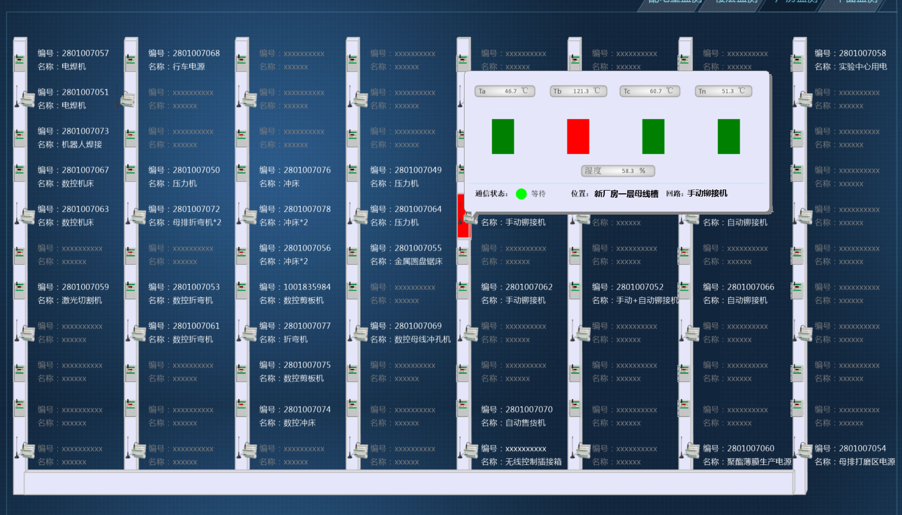 编号：2801007057
名称：电焊机
编号：2801007051
名称：电焊机
编号：2801007073
名称：机器人焊接
编号：2801007067
名称：数控机床
编号：2801007063
名称：数控机床
编号：xxxxxxxxxx
名称：xxxxxx
编号：2801007059
名称：激光切割机
编号：xxxxxxxxxx
名称：xxxxxx
编号：xxxxxxxxxx
名称：xxxxxx
编号：xxxxxxxxxx
名称：xxxxxx
编号：xxxxxxxxxx
名称：xxxxxx
编号：2801007068
名称：行车电源
编号：xxxxxxxxxx
名称：xxxxxx
编号：xxxxxxxxxx
名称：xxxxxx
编号：2801007050
名称：压力机
编号：2801007072
名称：母排折弯机*2
编号：xxxxxxxxxx
名称：xxxxxx
编号：2801007053
名称：数控折弯机
编号：2801007061
名称：数控折弯机
编号：xxxxxxxxxx
名称：xxxxxx
编号：xxxxxxxxxx
名称：xxxxxx
编号：xxxxxxxxxx
名称：xxxxxx
编号：xxxxxxxxxx
名称：xxxxxx
编号：xxxxxxxxxx
名称：xxxxxx
编号：xxxxxxxxxx
名称：xxxxxx
编号：2801007076
名称：冲床
编号：2801007078
名称：冲床*2
编号：2801007056
名称：冲床*2
编号：1001835984
名称：数控剪板机
编号：2801007077
名称：折弯机
编号：2801007075
名称：数控剪板机
编号：2801007074
名称：数控冲床
编号：xxxxxxxxxx
名称：xxxxxx
编号：xxxxxxxxxx
名称：xxxxxx
编号：xxxxxxxxxx
名称：xxxxxx
编号：xxxxxxxxxx
名称：xxxxxx
编号：2801007049
名称：压力机
编号：2801007064
名称：压力机
编号：2801007055
名称：金属圆盘锯床
编号：xxxxxxxxxx
名称：xxxxxx
编号：2801007069
名称：数控母线冲孔机
编号：xxxxxxxxxx
名称：xxxxxx
编号：xxxxxxxxxx
名称：xxxxxx
编号：xxxxxxxxxx
名称：xxxxxx
编号：xxxxxxxxxx
名称：xxxxxx
Ta 46.7 ℃ Tb 121.3 ℃ Tc 60.7 ℃ Tn 51.3 ℃
湿度 58.3 %
通信状态： 等待 位置： 新厂房一层母线槽 回路：手动铆接机
名称：手动铆接机
编号：xxxxxxxxxx
名称：xxxxxx
编号：2801007062
名称：手动铆接机
编号：xxxxxxxxxx
名称：xxxxxx
编号：xxxxxxxxxx
名称：xxxxxx
编号：2801007070
名称：自动售货机
编号：xxxxxxxxxx
名称：无线控制插接箱
编号：xxxxxxxxxx
名称：xxxxxx
名称：xxxxxx
编号：xxxxxxxxxx
名称：xxxxxx
编号：2801007052
名称：手动+自动铆接机
编号：xxxxxxxxxx
名称：xxxxxx
编号：xxxxxxxxxx
名称：xxxxxx
编号：xxxxxxxxxx
名称：xxxxxx
编号：xxxxxxxxxx
名称：xxxxxx
编号：xxxxxxxxxx
名称：xxxxxx
名称：自动铆接机
编号：xxxxxxxxxx
名称：xxxxxx
编号：2801007066
名称：自动铆接机
编号：xxxxxxxxxx
名称：xxxxxx
编号：xxxxxxxxxx
名称：xxxxxx
编号：xxxxxxxxxx
名称：xxxxxx
编号：2801007060
名称：聚酯薄膜生产电源
编号：2801007058
名称：实验中心用电
编号：xxxxxxxxxx
名称：xxxxxx
编号：xxxxxxxxxx
名称：xxxxxx
编号：xxxxxxxxxx
名称：xxxxxx
编号：xxxxxxxxxx
名称：xxxxxx
编号：xxxxxxxxxx
名称：xxxxxx
编号：xxxxxxxxxx
名称：xxxxxx
编号：xxxxxxxxxx
名称：xxxxxx
编号：xxxxxxxxxx
名称：xxxxxx
编号：xxxxxxxxxx
名称：xxxxxx
编号：2801007054
名称：母排打磨区电源